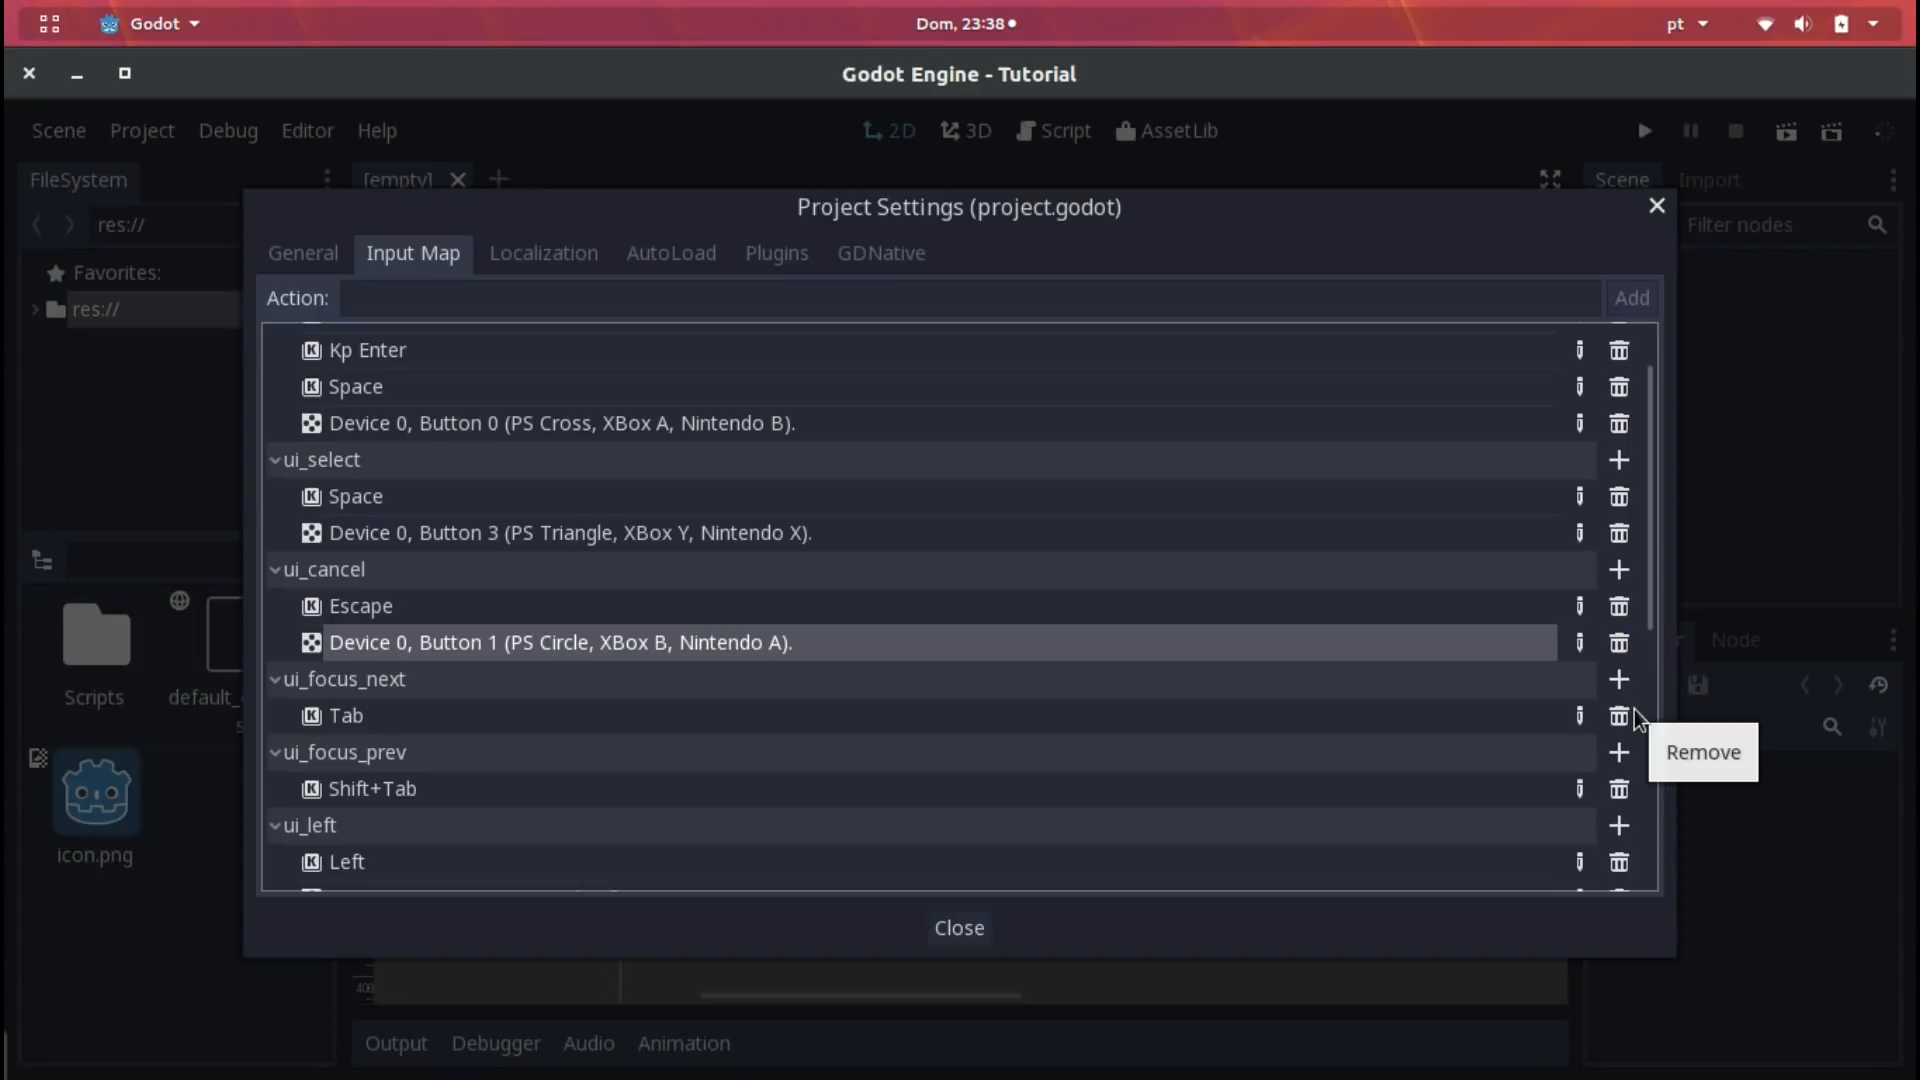 Godot
Dom, 23:38
pt
Godot Engine - Tutorial
Scene Project Debug Editor Help
2D 3D Script AssetLib
FileSystem
[empty]
Scene Import
res://
Filter nodes
Favorites:
res://
Project Settings (project.godot)
General Input Map Localization AutoLoad Plugins GDNative
Action:
Add
Kp Enter
Space
Device 0, Button 0 (PS Cross, XBox A, Nintendo B).
ui_select
Space
Device 0, Button 3 (PS Triangle, XBox Y, Nintendo X).
ui_cancel
Escape
Device 0, Button 1 (PS Circle, XBox B, Nintendo A).
ui_focus_next
Tab
ui_focus_prev
Shift+Tab
ui_left
Left
Remove
Close
Node
Scripts
default_
icon.png
400
Output Debugger Audio Animation